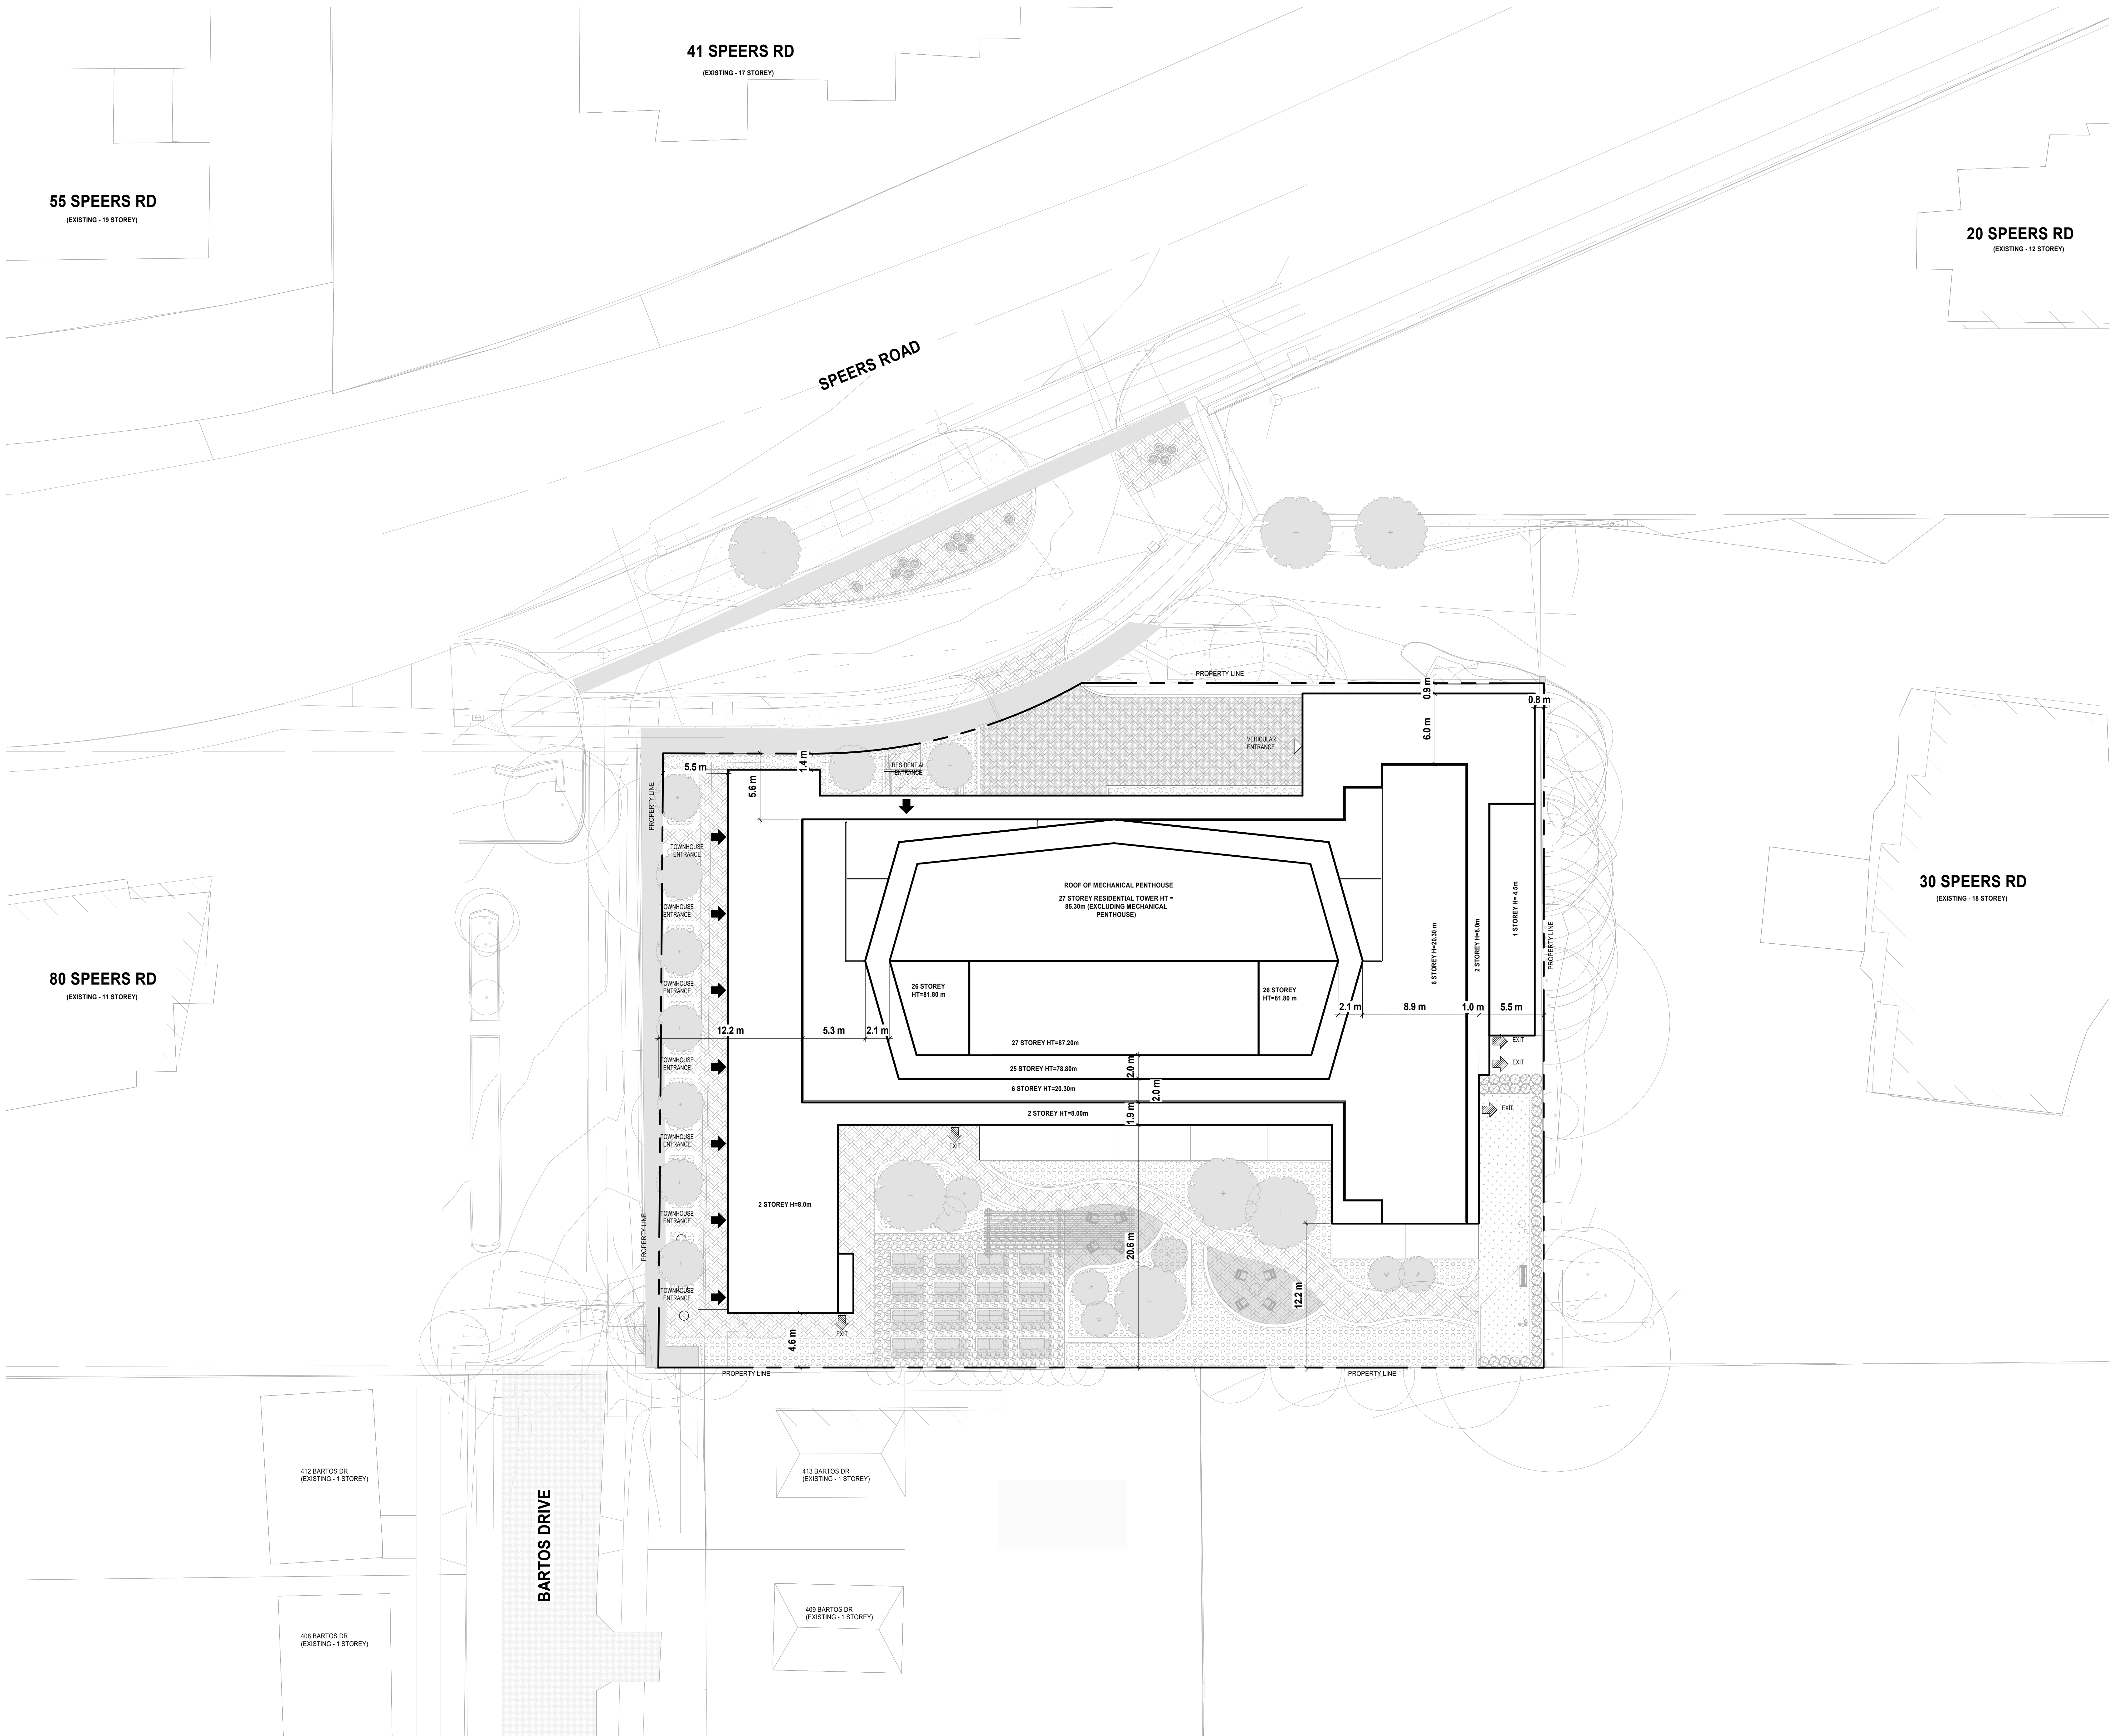 41 SPEERS RD
(EXISTING - 17 STOREY)
55 SPEERS RD
(EXISTING - 19 STOREY)
20 SPEERS RD
(EXISTING - 12 STOREY)
SPEERS ROAD
PROPERTY LINE
0.9 m
0.8 m
6.0 m
VEHICULAR
ENTRANCE
1.4 m
5.5 m
5.6 m
RESIDENTIAL
ENTRANCE
PROPERTY LINE
TOWNHOUSE
ENTRANCE
TOWNHOUSE
ENTRANCE
TOWNHOUSE
ENTRANCE
TOWNHOUSE
ENTRANCE
TOWNHOUSE
ENTRANCE
TOWNHOUSE
ENTRANCE
TOWNHOUSE
ENTRANCE
ROOF OF MECHANICAL PENTHOUSE
27 STOREY RESIDENTIAL TOWER HT =
85.30m (EXCLUDING MECHANICAL
PENTHOUSE)
1 STOREY H= 4.5m
2 STOREY H=8.0m
6 STOREY H=20.30 m
PROPERTY LINE
30 SPEERS RD
(EXISTING - 18 STOREY)
80 SPEERS RD
(EXISTING - 11 STOREY)
26 STOREY
HT=81.80 m
26 STOREY
HT=81.80 m
12.2 m
5.3 m
2.1 m
2.1 m
8.9 m
1.0 m
5.5 m
27 STOREY HT=87.20m
25 STOREY HT=78.80m
6 STOREY HT=20.30m
2 STOREY HT=8.00m
2.0 m
2.0 m
1.9 m
EXIT
EXIT
EXIT
EXIT
2 STOREY H=8.0m
PROPERTY LINE
20.6 m
12.2 m
4.6 m
EXIT
PROPERTY LINE
PROPERTY LINE
412 BARTOS DR
(EXISTING - 1 STOREY)
413 BARTOS DR
(EXISTING - 1 STOREY)
BARTOS DRIVE
409 BARTOS DR
(EXISTING - 1 STOREY)
408 BARTOS DR
(EXISTING - 1 STOREY)